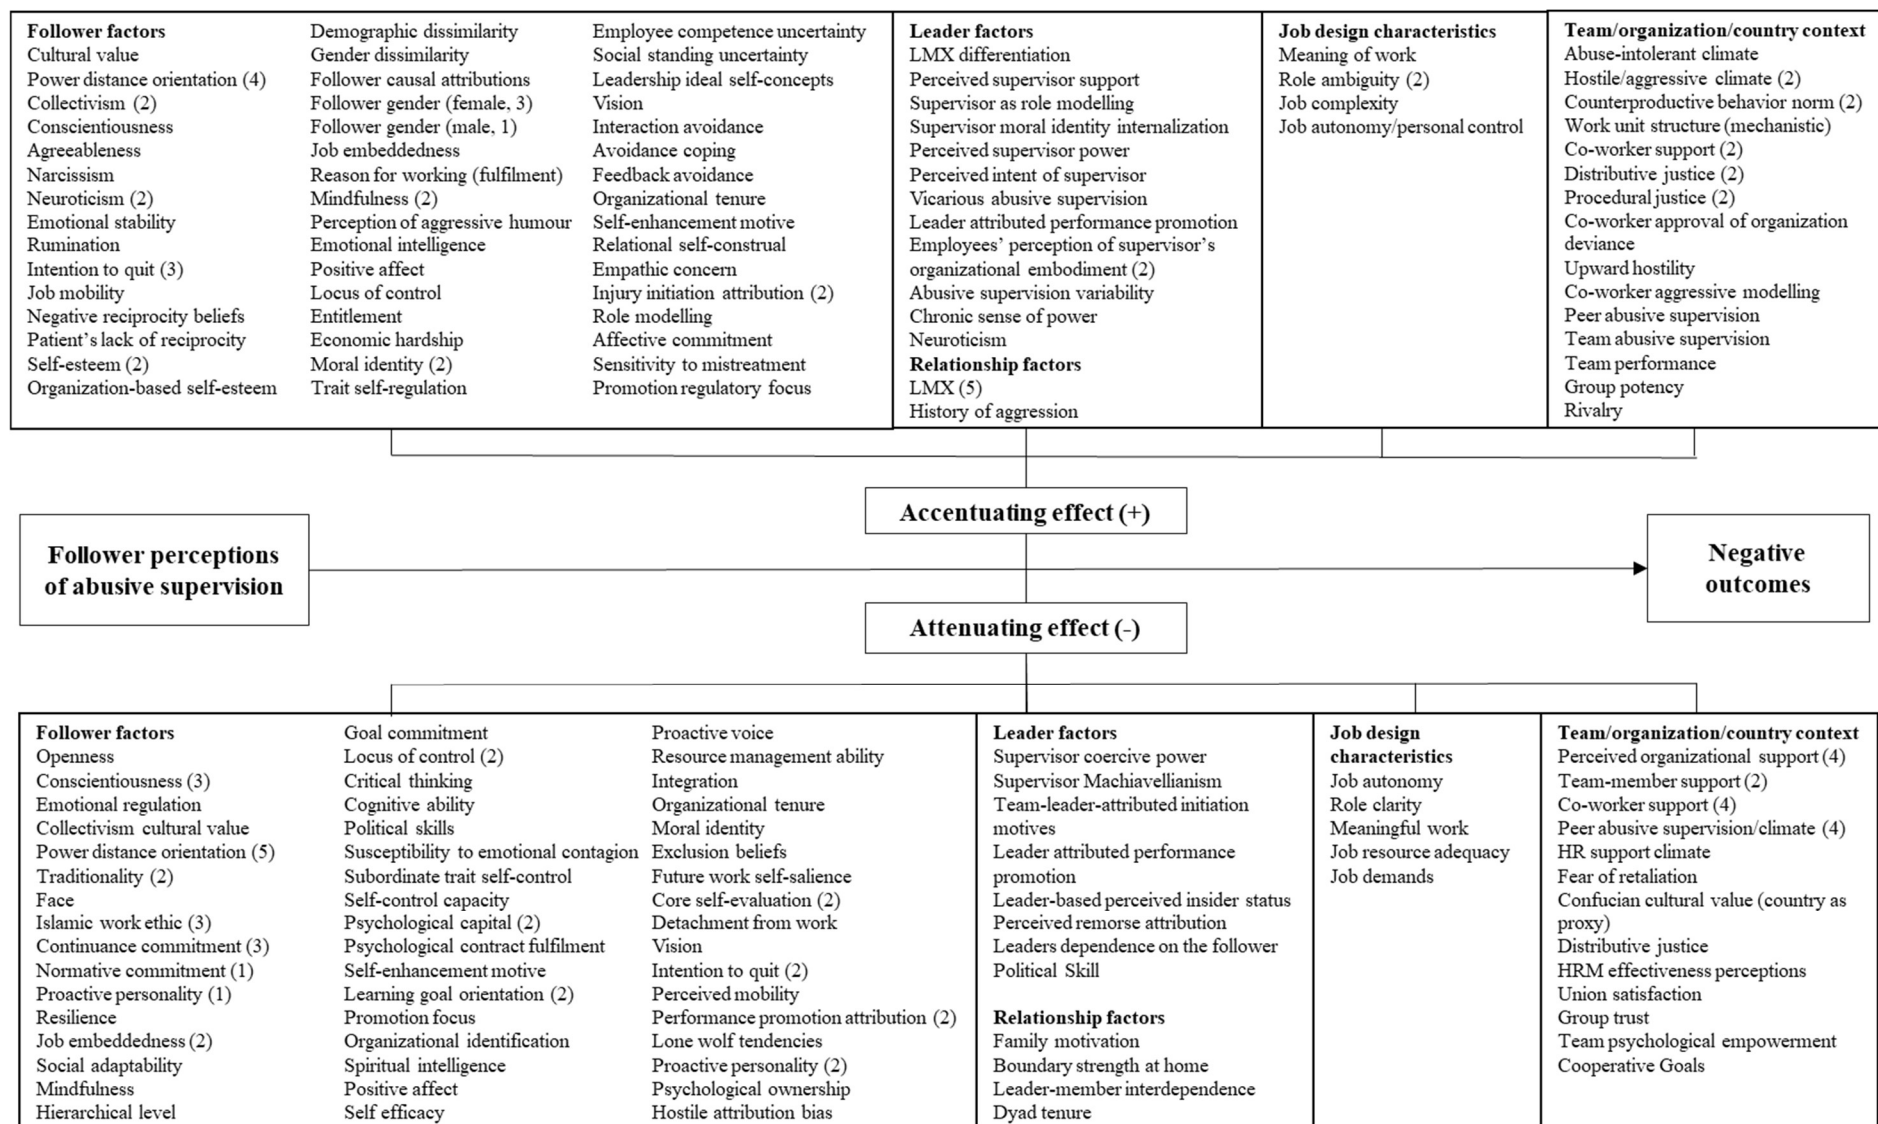 Follower factors
Cultural value
Power distance orientation (4)
Collectivism (2)
Conscientiousness
Agreeableness
Narcissism
Neuroticism (2)
Emotional stability
Rumination
Intention to quit (3)
Job mobility
Negative reciprocity beliefs
Patient's lack of reciprocity
Self-esteem (2)
Organization-based self-esteem
Demographic dissimilarity
Gender dissimilarity
Follower causal attributions
Follower gender (female, 3)
Follower gender (male, 1)
Job embeddedness
Reason for working (fulfilment)
Mindfulness (2)
Perception of aggressive humour
Emotional intelligence
Positive affect
Locus of control
Entitlement
Economic hardship
Moral identity (2)
Trait self-regulation
Employee competence uncertainty
Social standing uncertainty
Leadership ideal self-concepts
Vision
Interaction avoidance
Avoidance coping
Feedback avoidance
Organizational tenure
Self-enhancement motive
Relational self-construal
Empathic concern
Injury initiation attribution (2)
Role modelling
Affective commitment
Sensitivity to mistreatment
Promotion regulatory focus
Leader factors
LMX differentiation
Perceived supervisor support
Supervisor as role modelling
Supervisor moral identity internalization
Perceived supervisor power
Perceived intent of supervisor
Vicarious abusive supervision
Leader attributed performance promotion
Employees' perception of supervisor's
organizational embodiment (2)
Abusive supervision variability
Chronic sense of power
Neuroticism
Relationship factors
LMX (5)
History of aggression
Job design characteristics
Meaning of work
Role ambiguity (2)
Job complexity
Job autonomy/personal control
Team/organization/country context
Abuse-intolerant climate
Hostile/aggressive climate (2)
Counterproductive behavior norm (2)
Work unit structure (mechanistic)
Co-worker support (2)
Distributive justice (2)
Procedural justice (2)
Co-worker approval of organization
deviance
Upward hostility
Co-worker aggressive modelling
Peer abusive supervision
Team abusive supervision
Team performance
Group potency
Rivalry
Accentuating effect (+)
Follower perceptions
of abusive supervision
Negative
outcomes
Attenuating effect (-)
Follower factors
Openness
Conscientiousness (3)
Emotional regulation
Collectivism cultural value
Power distance orientation (5)
Traditionality (2)
Face
Islamic work ethic (3)
Continuance commitment (3)
Normative commitment (1)
Proactive personality (1)
Resilience
Job embeddedness (2)
Social adaptability
Mindfulness
Hierarchical level
Goal commitment
Locus of control (2)
Critical thinking
Cognitive ability
Political skills
Susceptibility to emotional contagion
Subordinate trait self-control
Self-control capacity
Psychological capital (2)
Psychological contract fulfilment
Self-enhancement motive
Learning goal orientation (2)
Promotion focus
Organizational identification
Spiritual intelligence
Positive affect
Self efficacy
Proactive voice
Resource management ability
Integration
Organizational tenure
Moral identity
Exclusion beliefs
Future work self-salience
Core self-evaluation (2)
Detachment from work
Vision
Intention to quit (2)
Perceived mobility
Performance promotion attribution (2)
Lone wolf tendencies
Proactive personality (2)
Psychological ownership
Hostile attribution bias
Leader factors
Supervisor coercive power
Supervisor Machiavellianism
Team-leader-attributed initiation
motives
Leader attributed performance
promotion
Leader-based perceived insider status
Perceived remorse attribution
Leaders dependence on the follower
Political Skill
Relationship factors
Family motivation
Boundary strength at home
Leader-member interdependence
Dyad tenure
Job design
characteristics
Job autonomy
Role clarity
Meaningful work
Job resource adequacy
Job demands
Team/organization/country context
Perceived organizational support (4)
Team-member support (2)
Co-worker support (4)
Peer abusive supervision/climate (4)
HR support climate
Fear of retaliation
Confucian cultural value (country as
proxy)
Distributive justice
HRM effectiveness perceptions
Union satisfaction
Group trust
Team psychological empowerment
Cooperative Goals